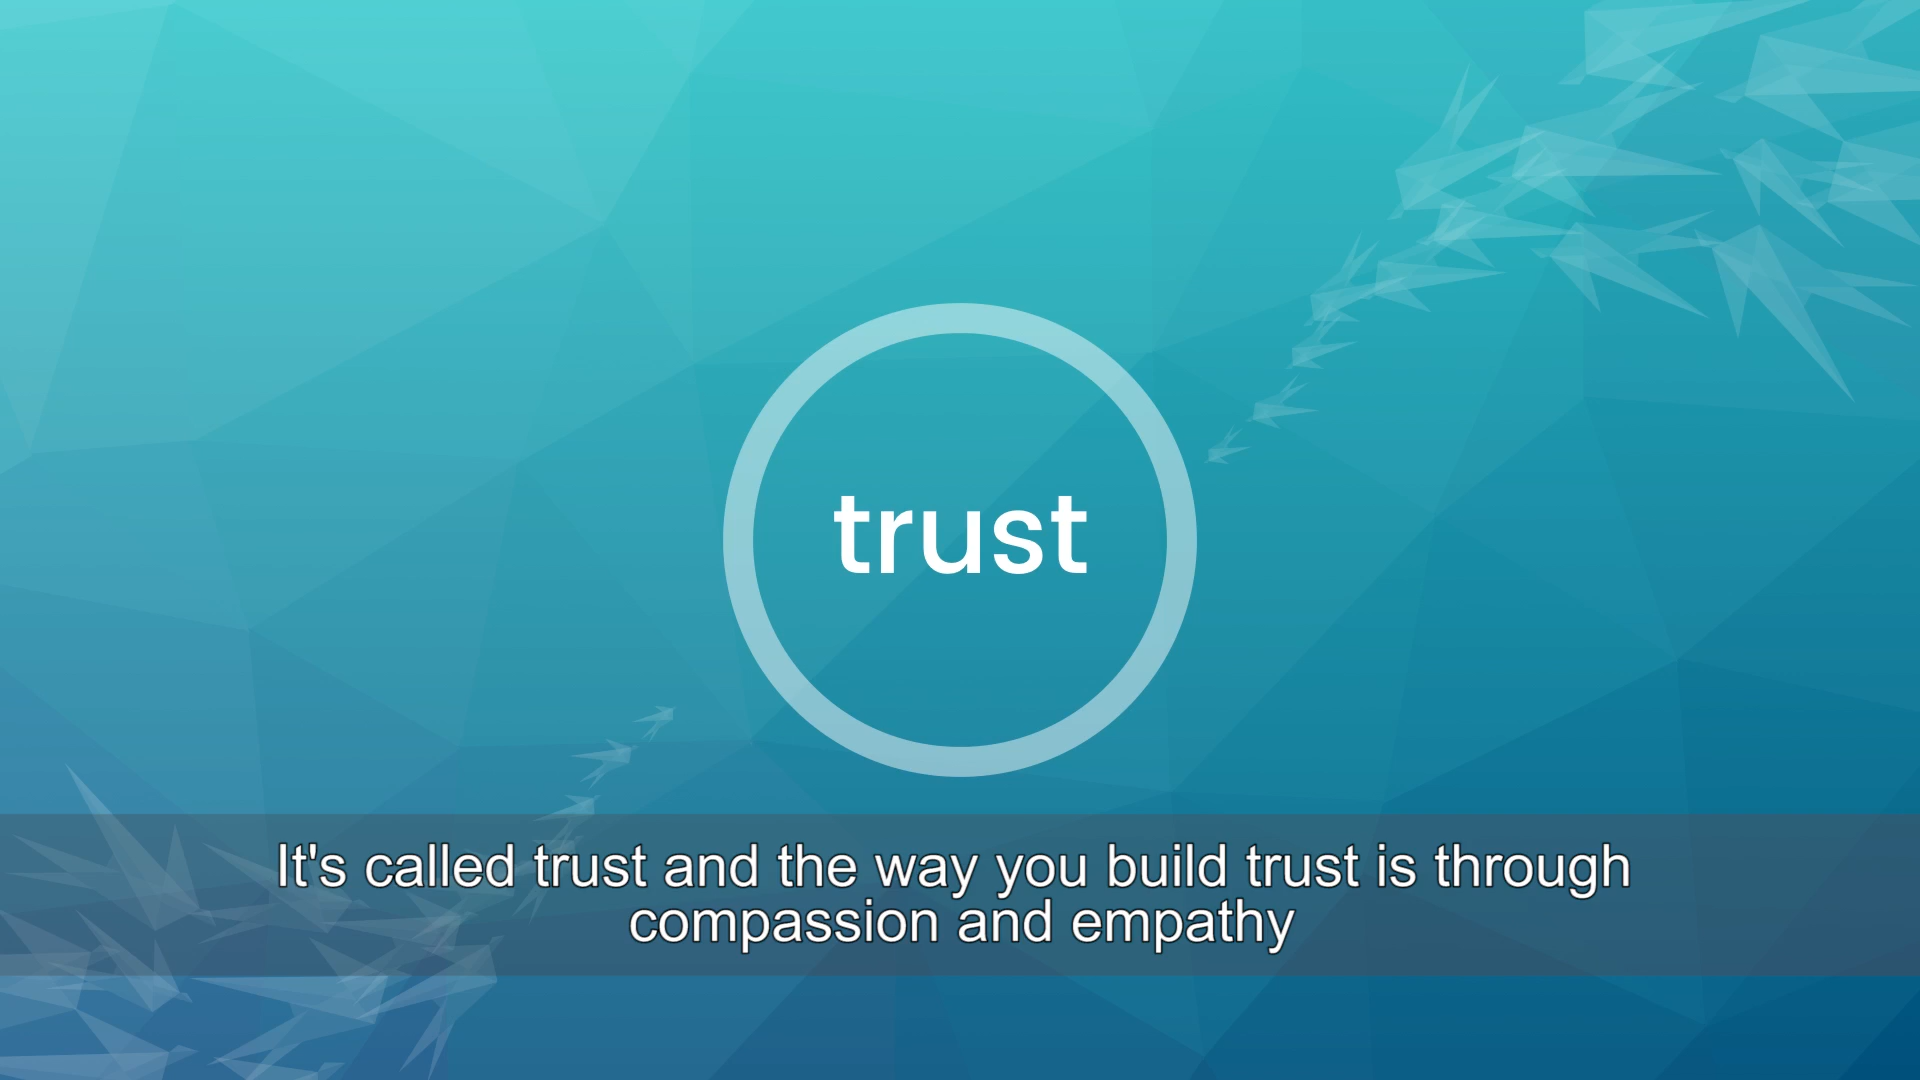 trust
It's called trust and the way you build trust is through
compassion and empathy